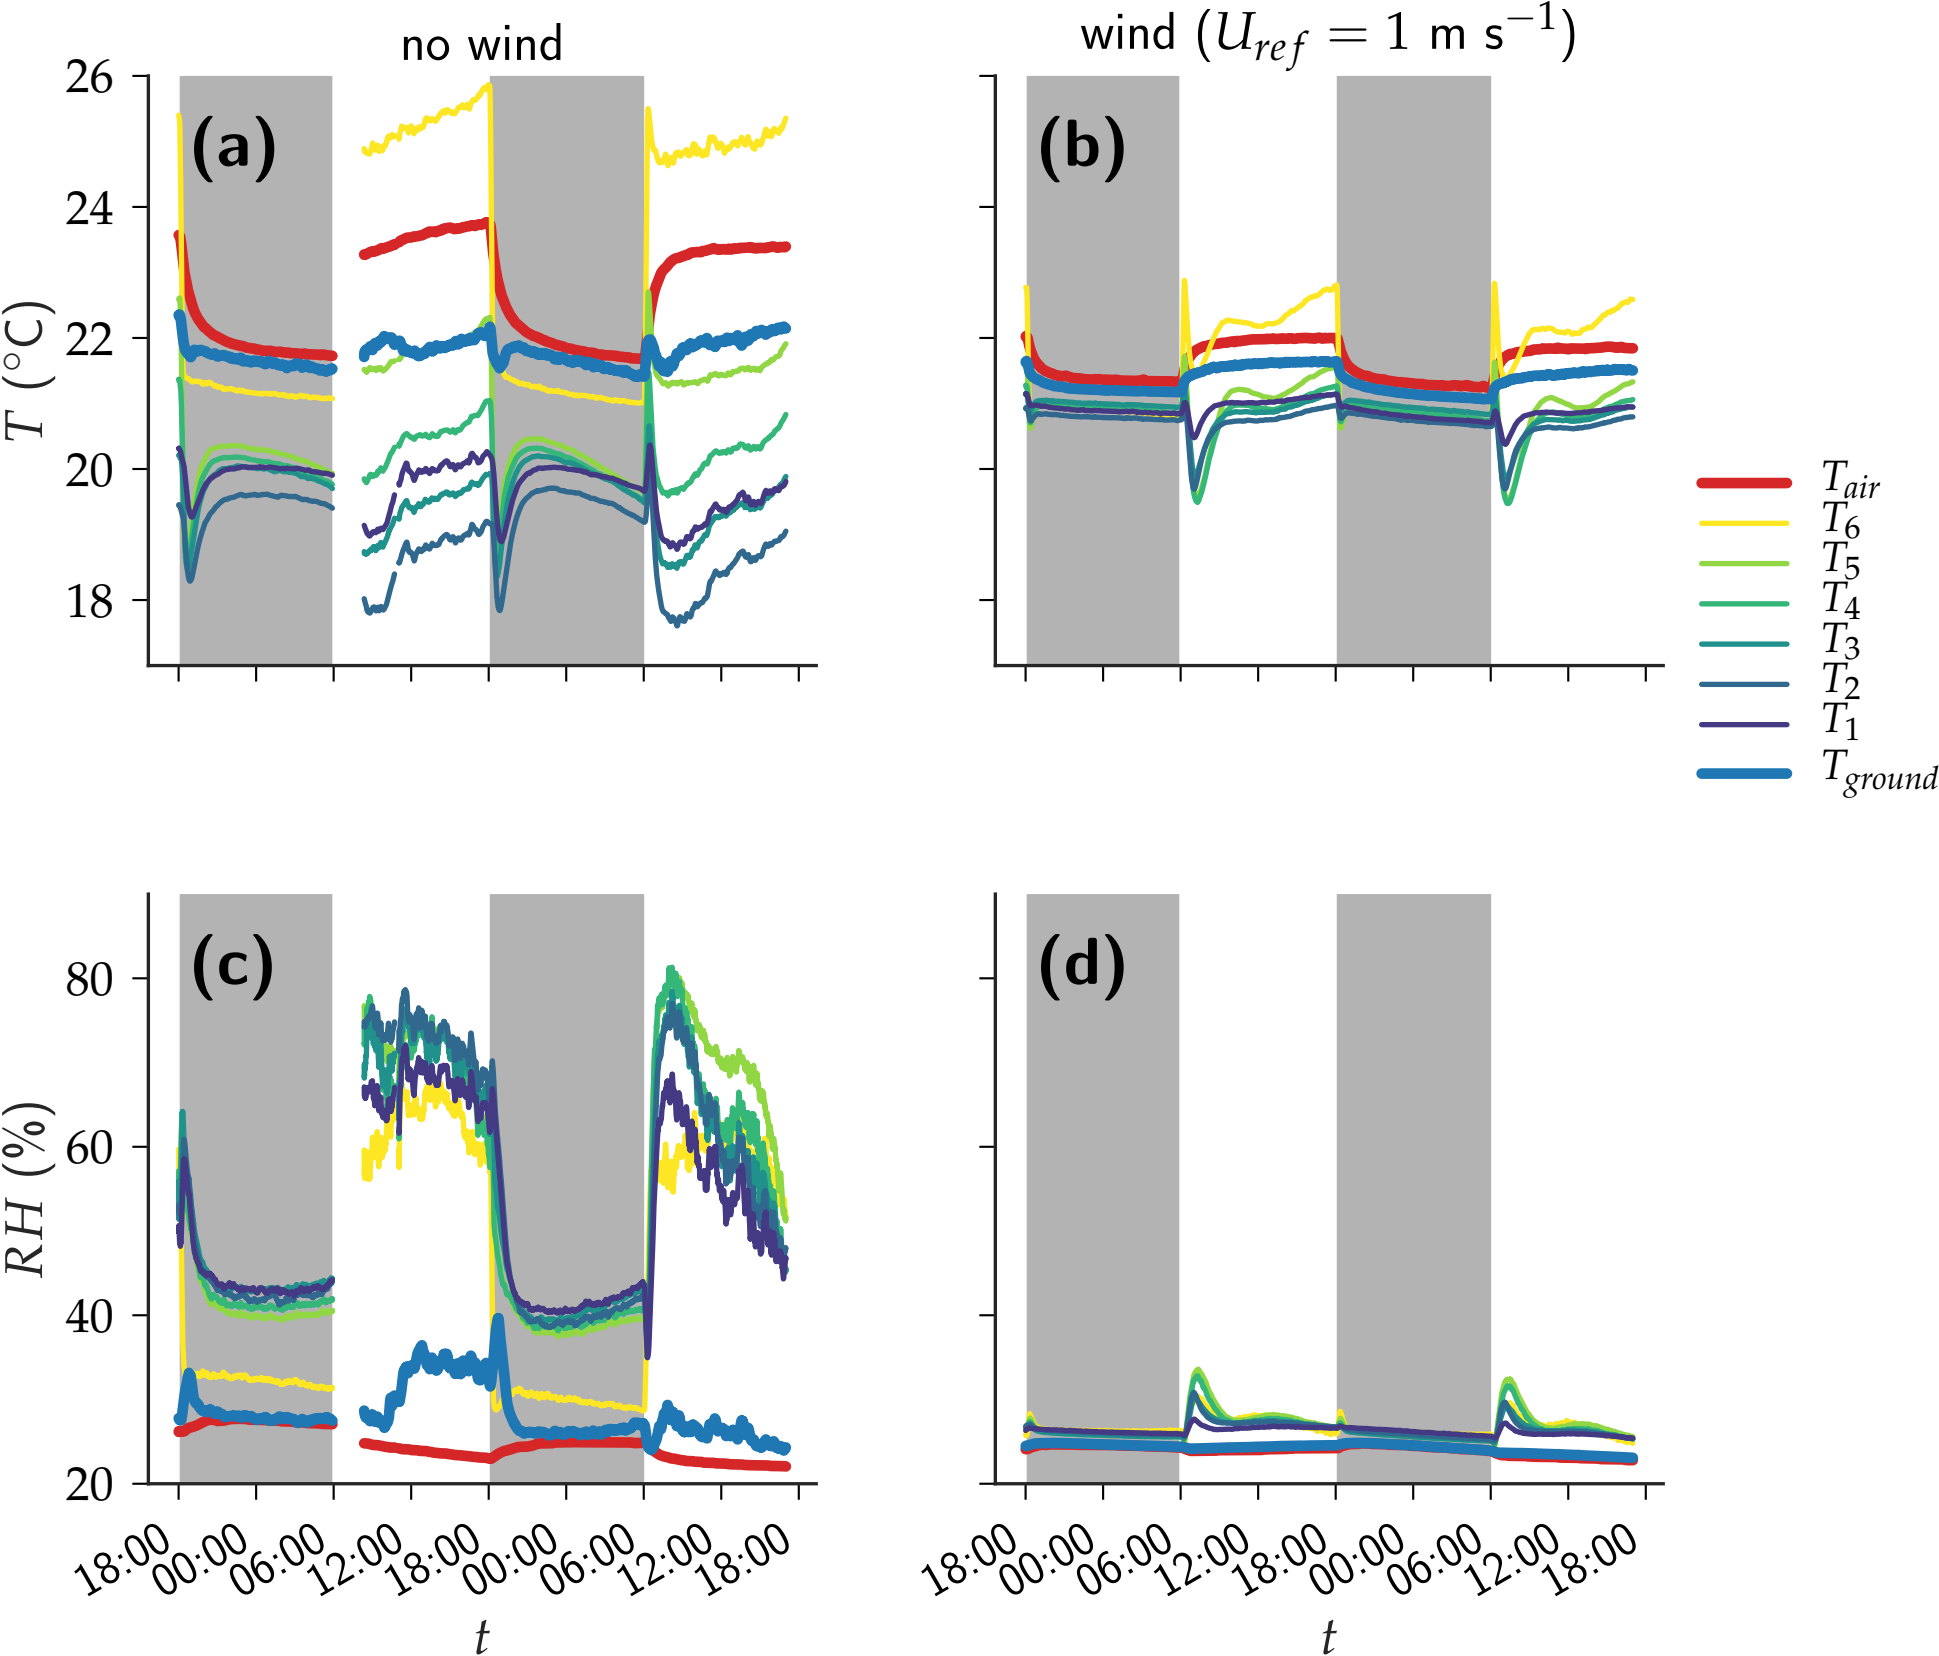 no wind
wind (U_ref = 1 m s⁻¹)
(a)
(b)
T (°C)
26
24
22
20
18
T_air
T_6
T_5
T_4
T_3
T_2
T_1
T_ground
(c)
(d)
RH (%)
80
60
40
20
18:00 00:00 06:00 12:00 18:00 00:00 06:00 12:00 18:00
18:00 00:00 06:00 12:00 18:00 00:00 06:00 12:00 18:00
t
t